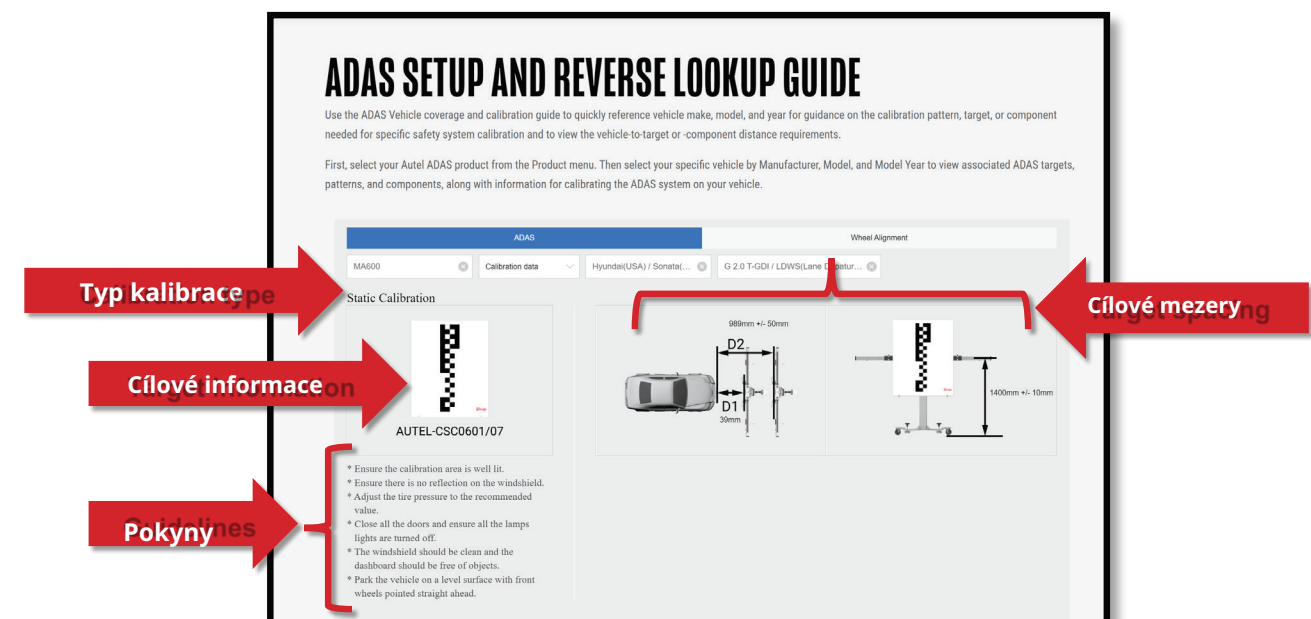 ADAS SETUP AND REVERSE LOOKUP GUIDE
Use the ADAS Vehicle coverage and calibration guide to quickly reference vehicle make, model, and year for guidance on the calibration pattern, target, or component
needed for specific safety system calibration and to view the vehicle-to-target or -component distance requirements.
First, select your Autel ADAS product from the Product menu. Then select your specific vehicle by Manufacturer, Model, and Model Year to view associated ADAS targets,
patterns, and components, along with information for calibrating the ADAS system on your vehicle.
ADAS
Wheel Alignment
MA600
Calibration data
Hyundai(USA) / Sonata(...
G 2.0 T-GDI / LDWS(Lane
Typ kalibrace
Static Calibration
Cílové mezery
989mm +/- 50mm
D2
D1
39mm
1400mm +/- 10mm
Cílové informace
AUTEL-CSC0601/07
Pokyny
* Ensure the calibration area is well lit.
* Ensure there is no reflection on the windshield.
* Adjust the tire pressure to the recommended
value.
* Close all the doors and ensure all the lamps
lights are turned off.
* The windshield should be clean and the
dashboard should be free of objects.
* Park the vehicle on a level surface with front
wheels pointed straight ahead.